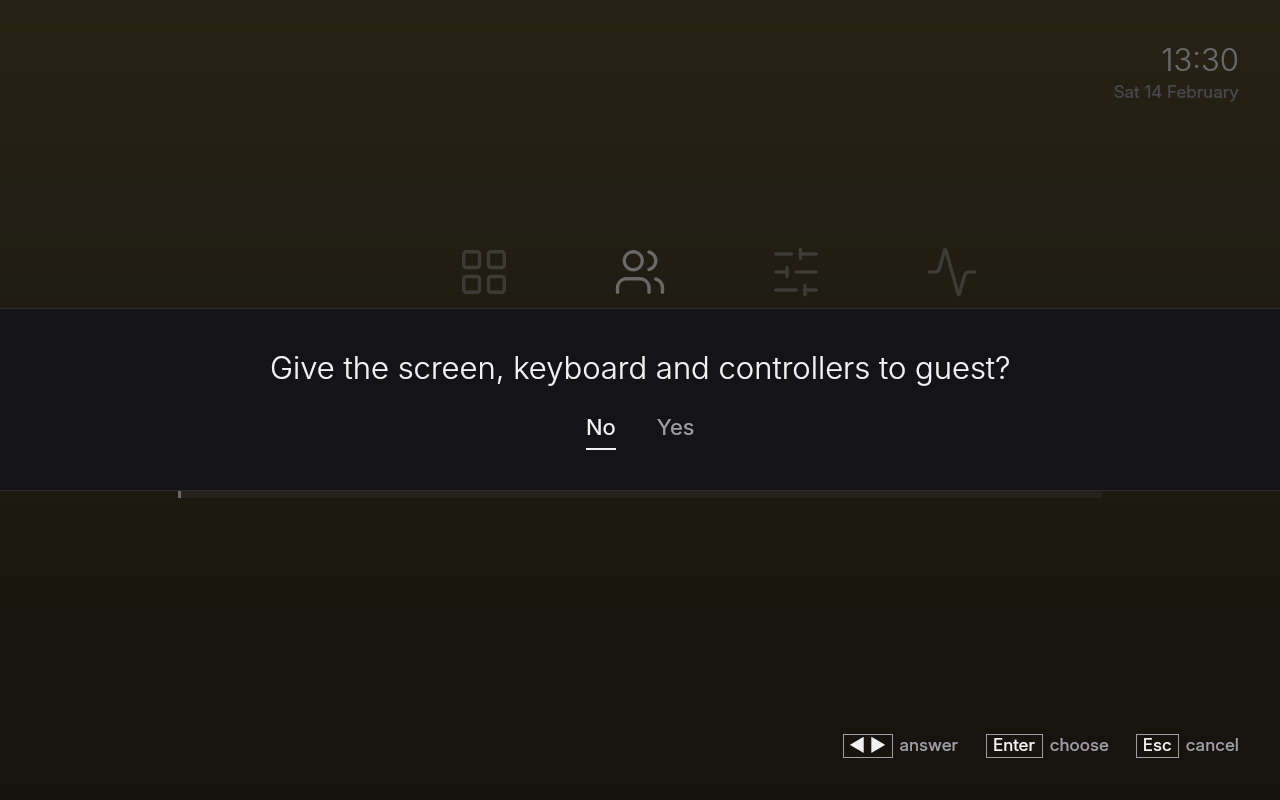 13:30
Sat 14 February
Give the screen, keyboard and controllers to guest?
No Yes
answer Enter choose Esc cancel